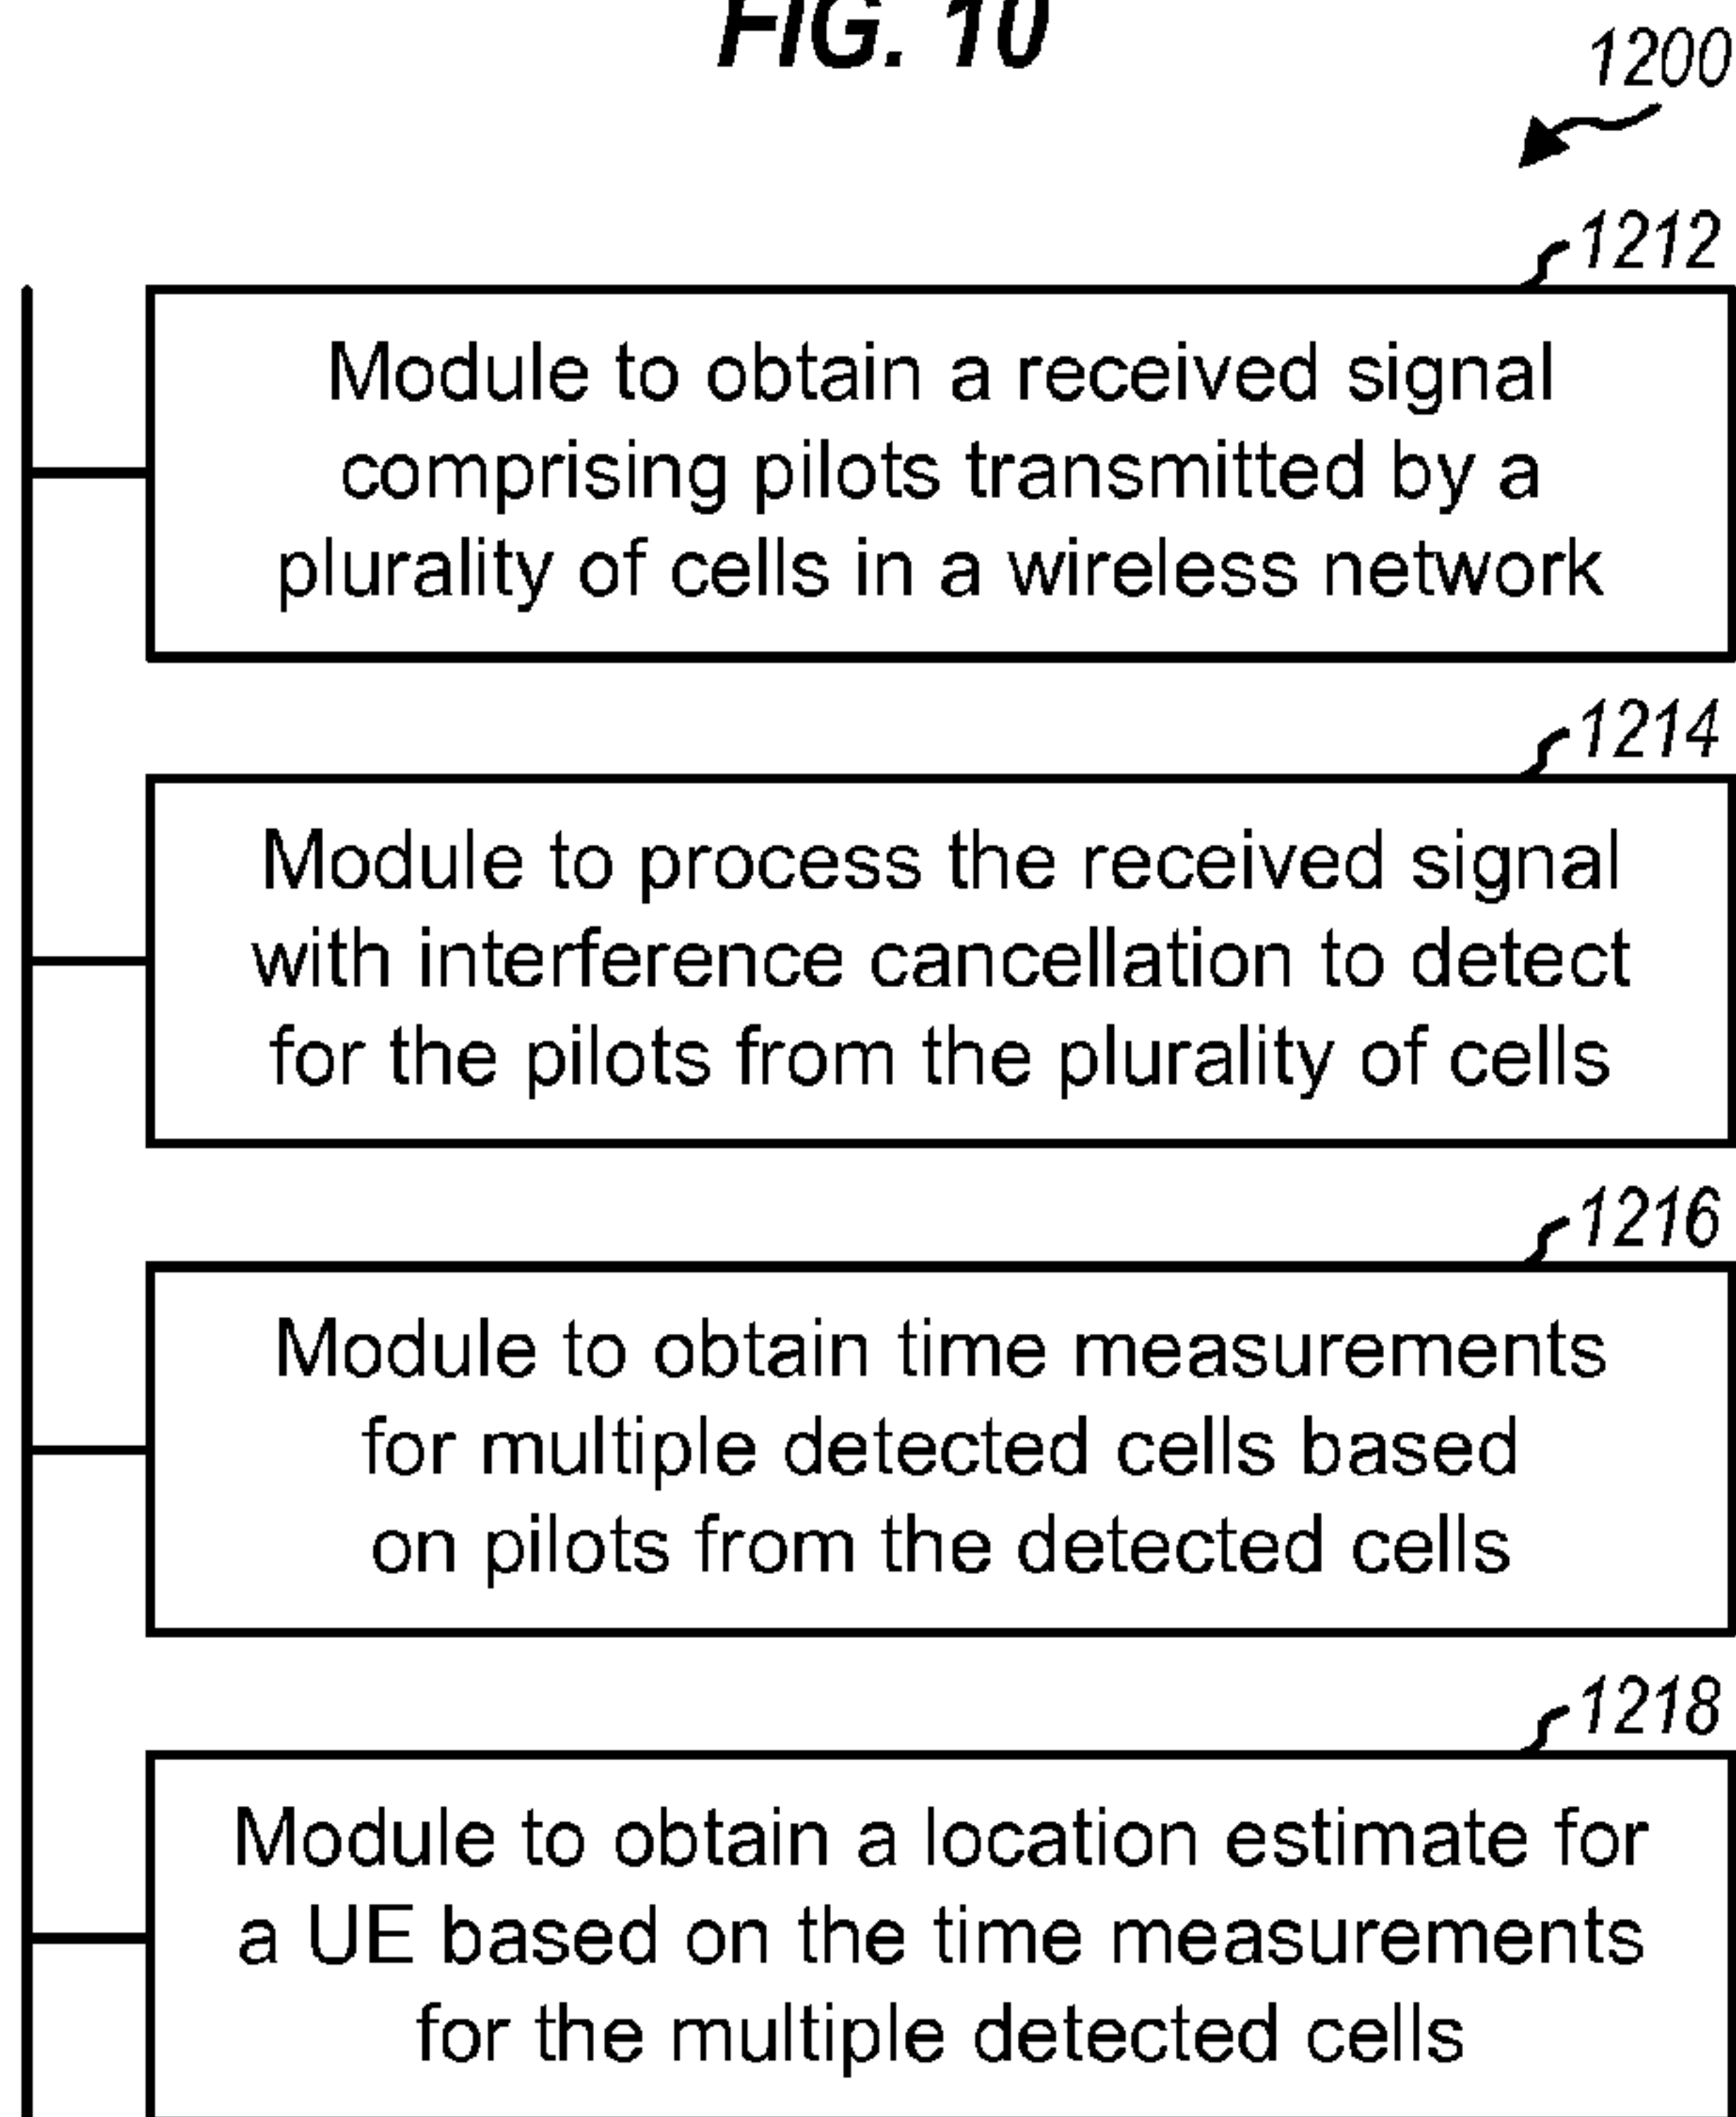 FIG. 10
1200
1212
Module to obtain a received signal
comprising pilots transmitted by a
plurality of cells in a wireless network
1214
Module to process the received signal
with interference cancellation to detect
for the pilots from the plurality of cells
1216
Module to obtain time measurements
for multiple detected cells based
on pilots from the detected cells
1218
Module to obtain a location estimate for
a UE based on the time measurements
for the multiple detected cells